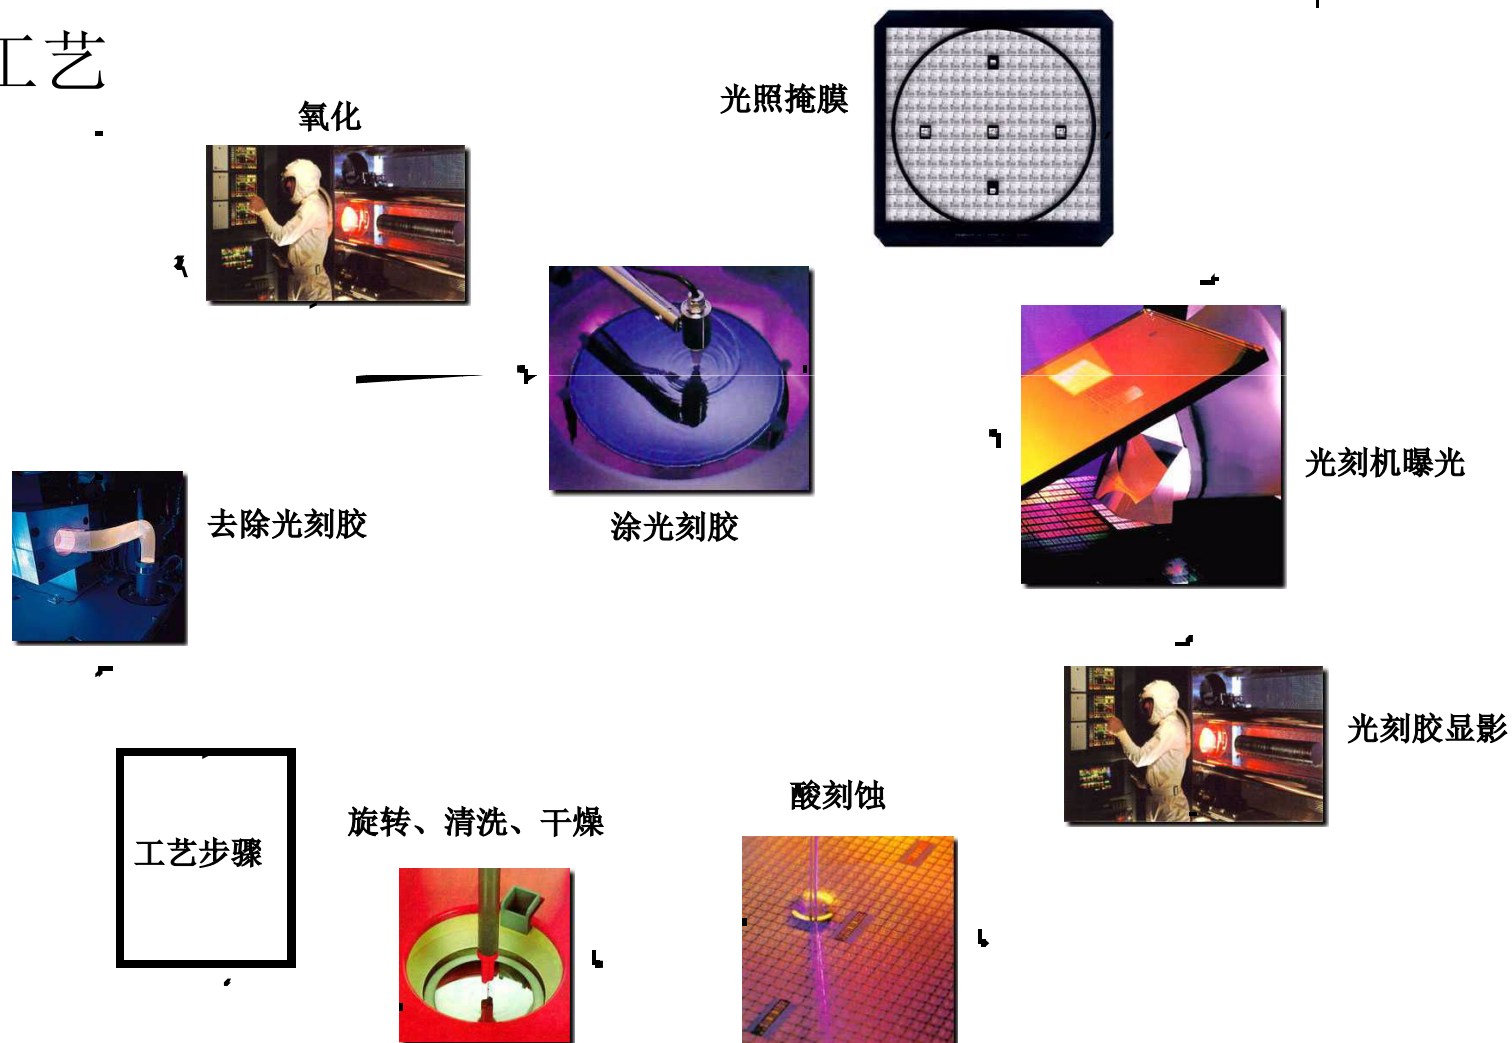 工艺
光照掩膜
氧化
光刻机曝光
去除光刻胶
涂光刻胶
光刻胶显影
酸刻蚀
旋转、清洗、干燥
工艺步骤